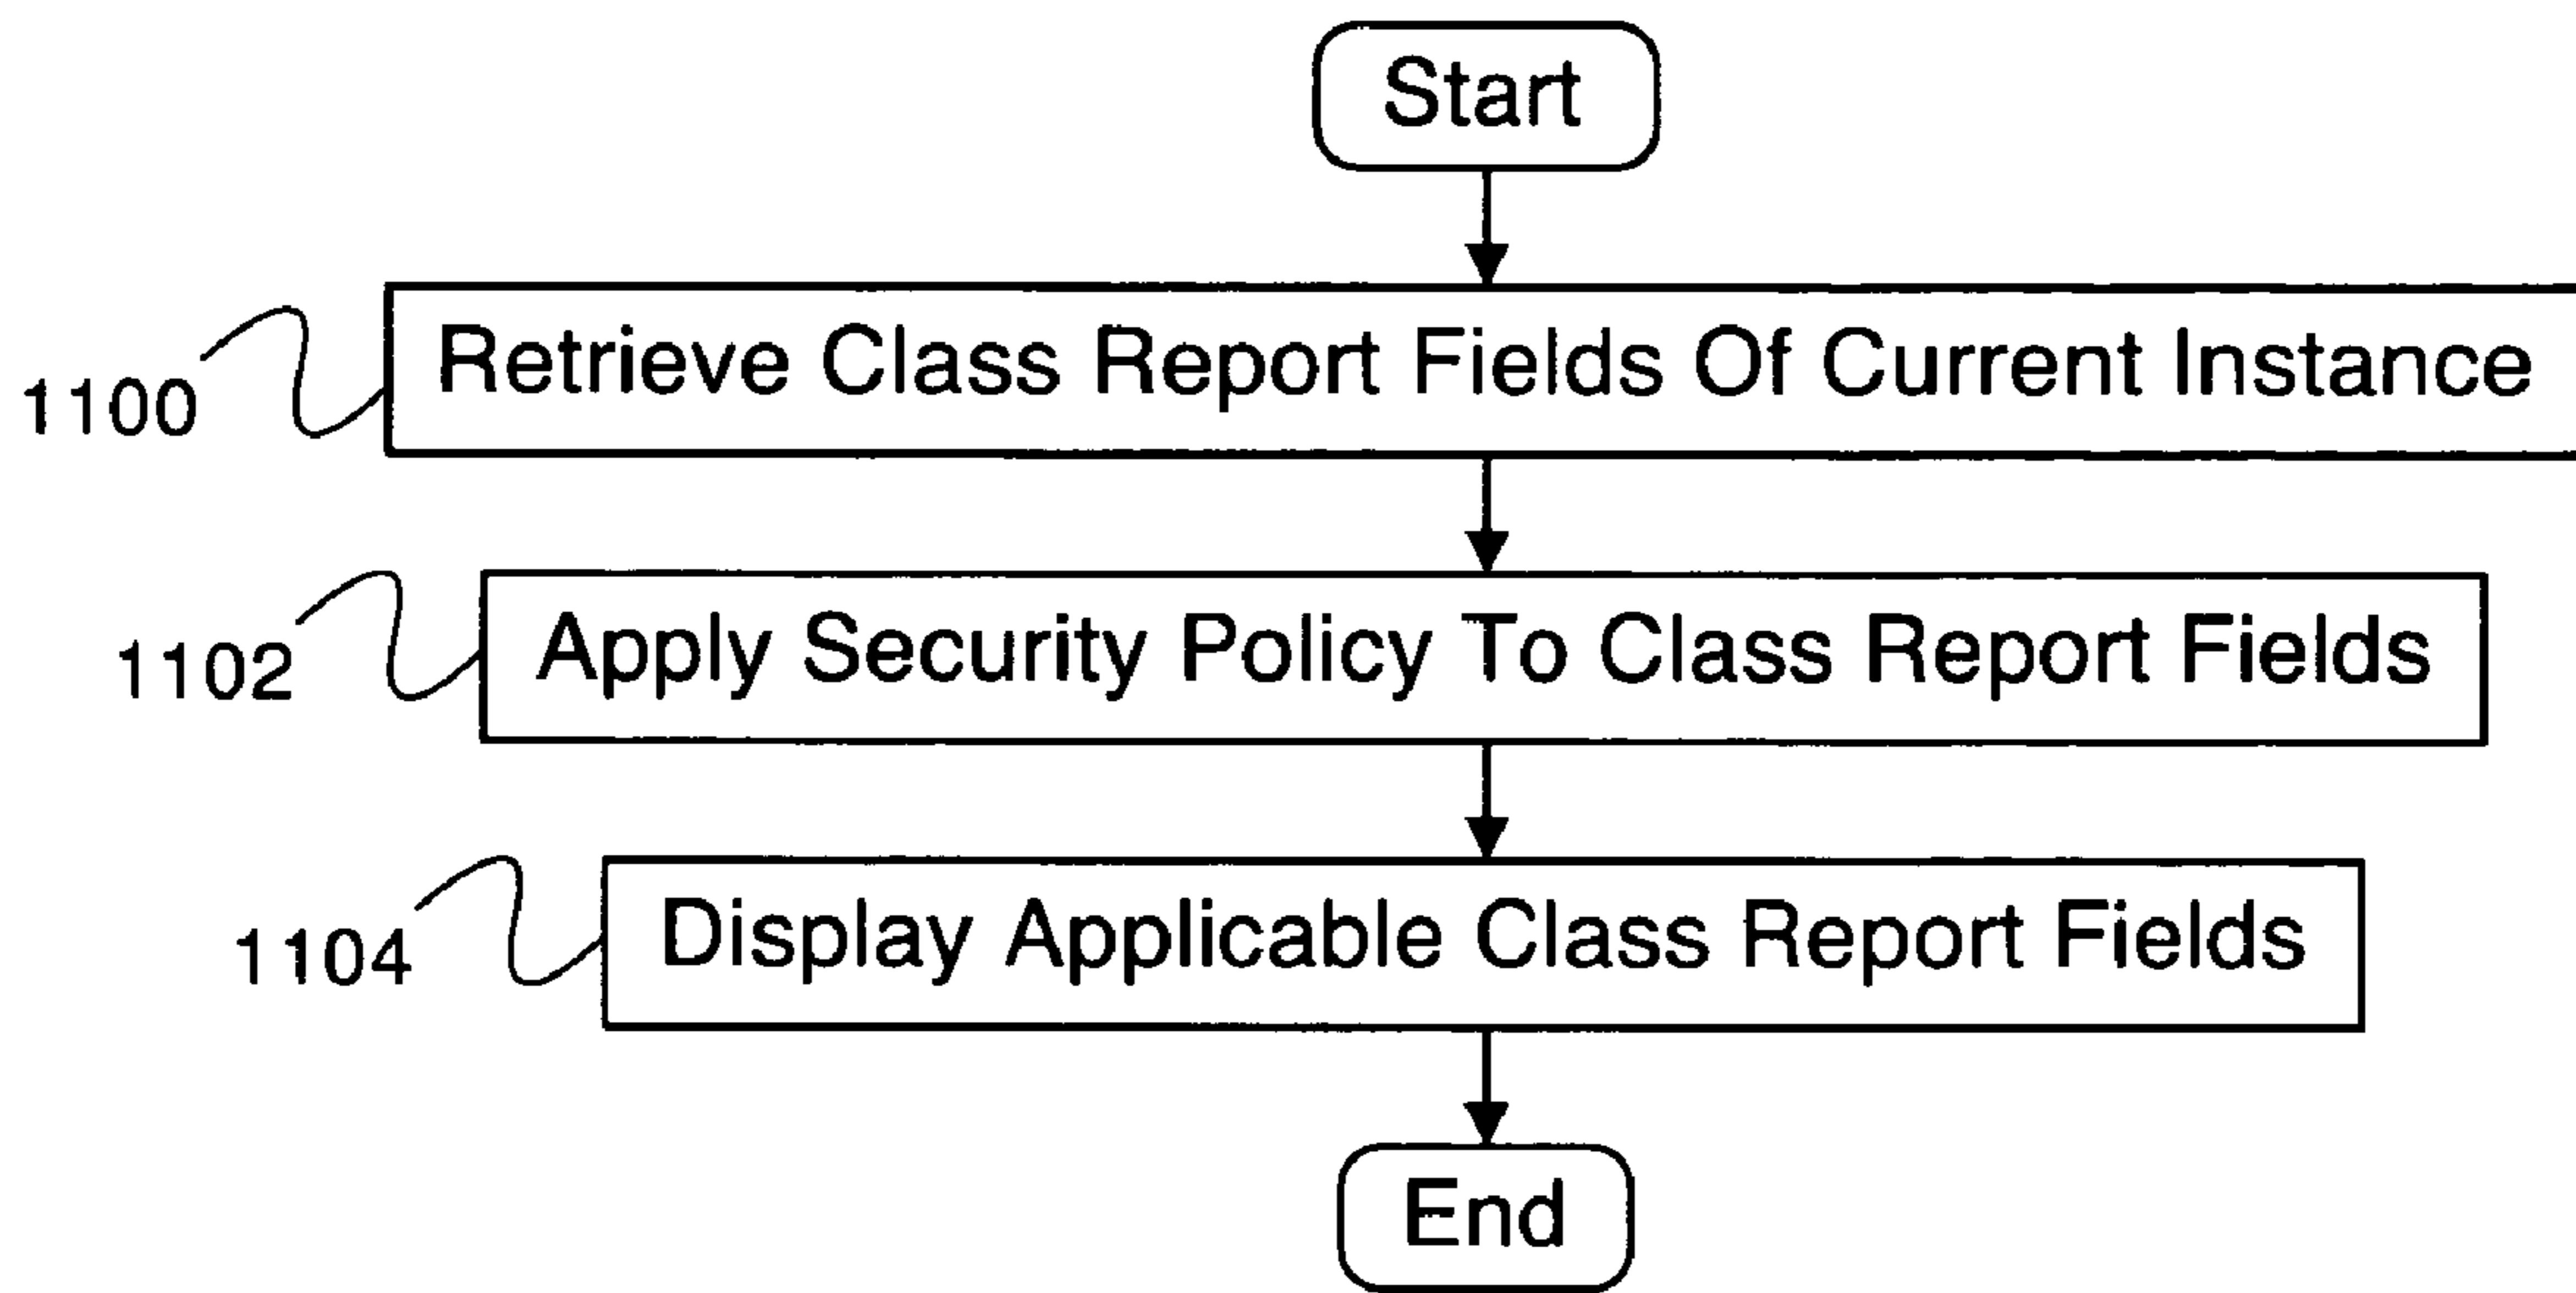 Start
Retrieve Class Report Fields Of Current Instance
1100
Apply Security Policy To Class Report Fields
1102
Display Applicable Class Report Fields
1104
End